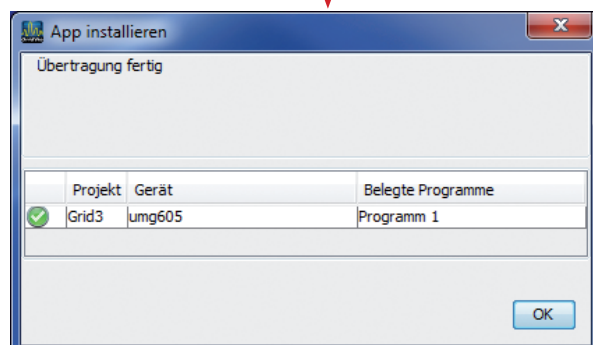 App installieren
Übertragung fertig
Projekt Gerät Belegte Programme
Grid3 umg605 Programm 1
OK